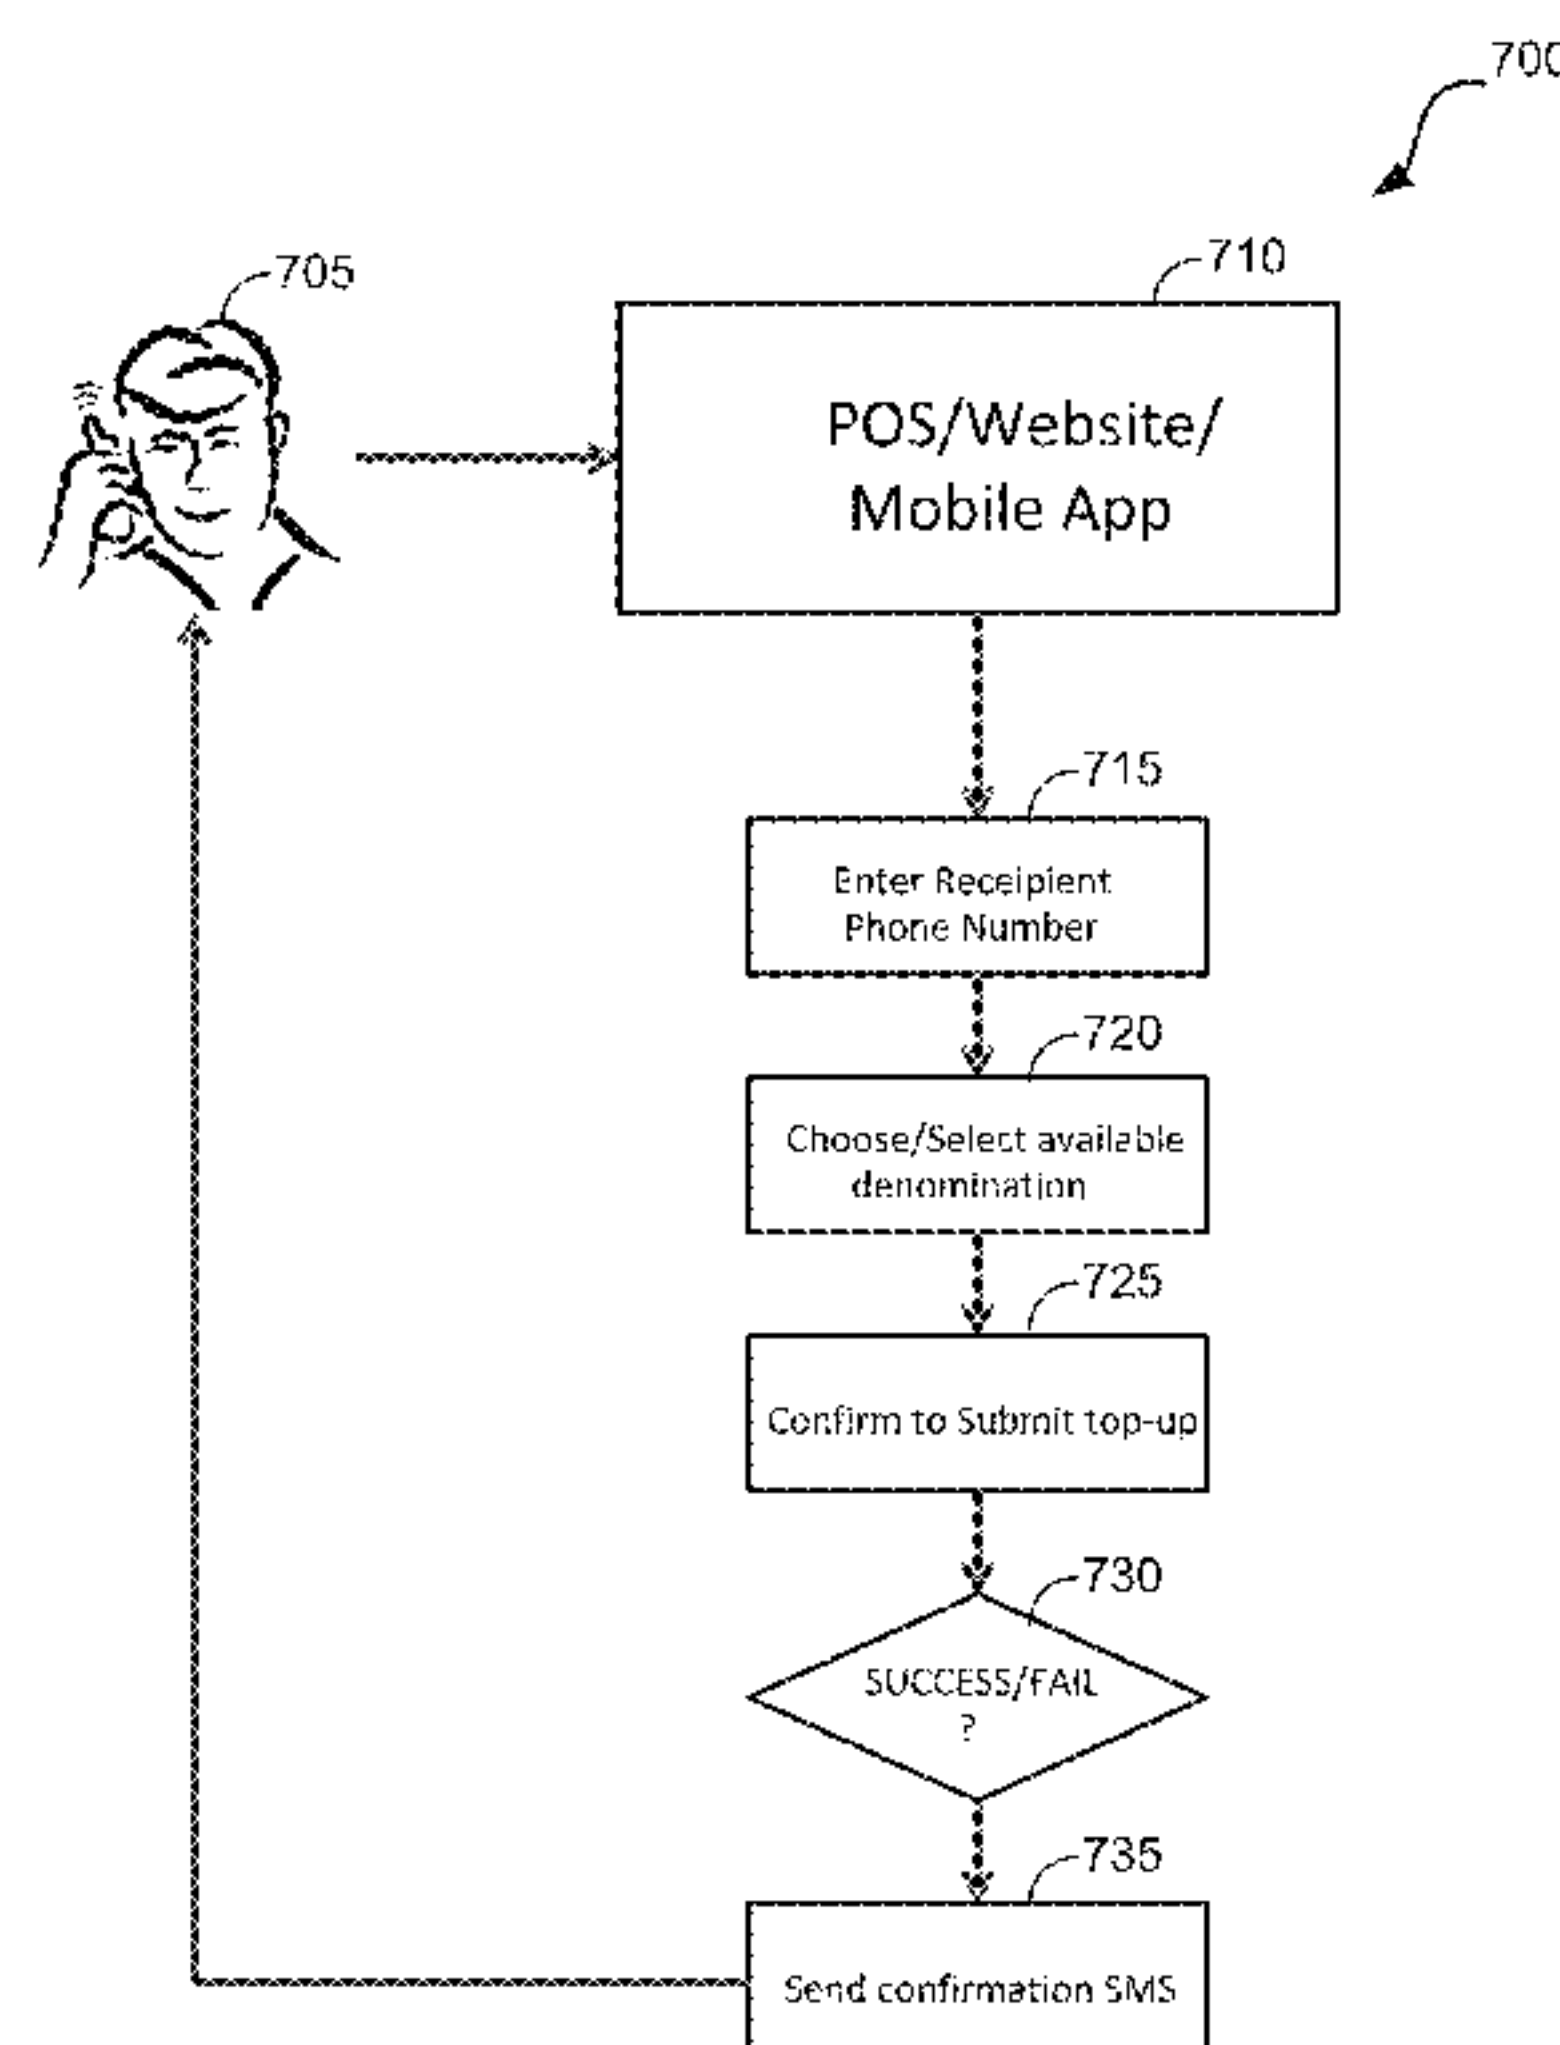 700
705
710
POS/Website/
Mobile App
715
Enter Receipient
Phone Number
720
Choose/Select available
denomination
725
Confirm to Submit top-up
730
SUCCESS/FAIL
?
735
Send confirmation SMS